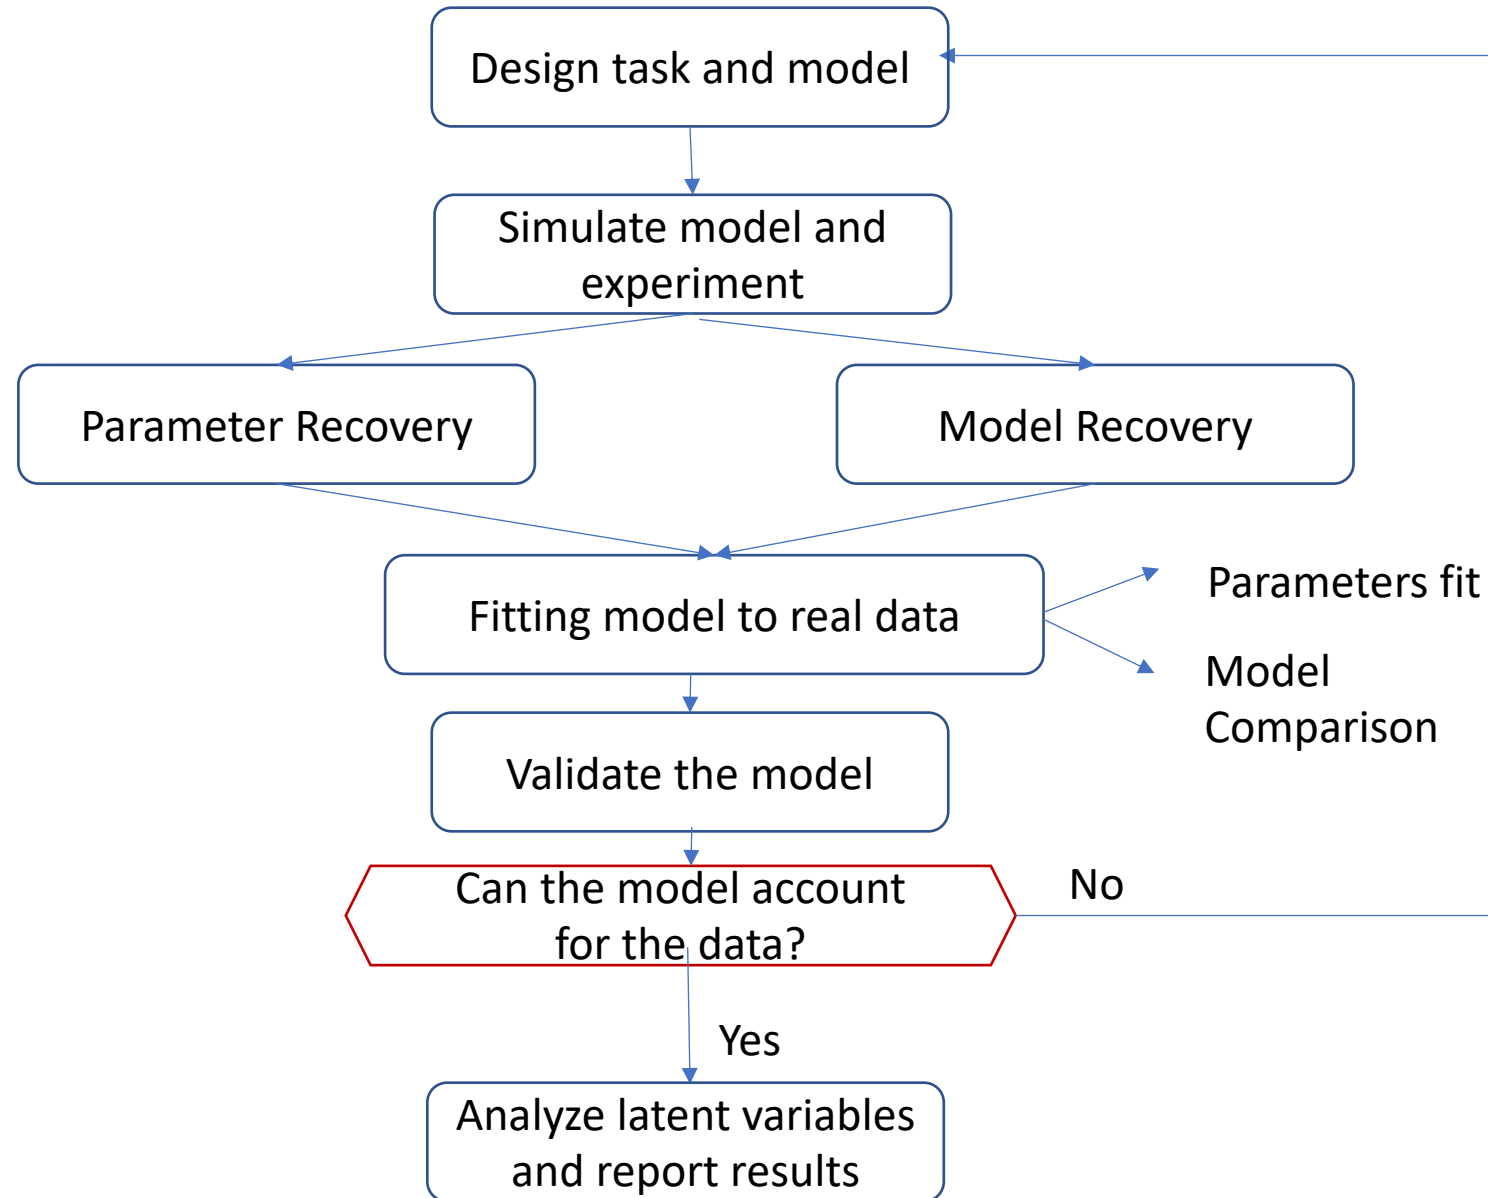 Design task and model
Simulate model and
experiment
Parameter Recovery
Model Recovery
Fitting model to real data
Parameters fit
Model
Comparison
Validate the model
Can the model account
for the data?
No
Yes
Analyze latent variables
and report results